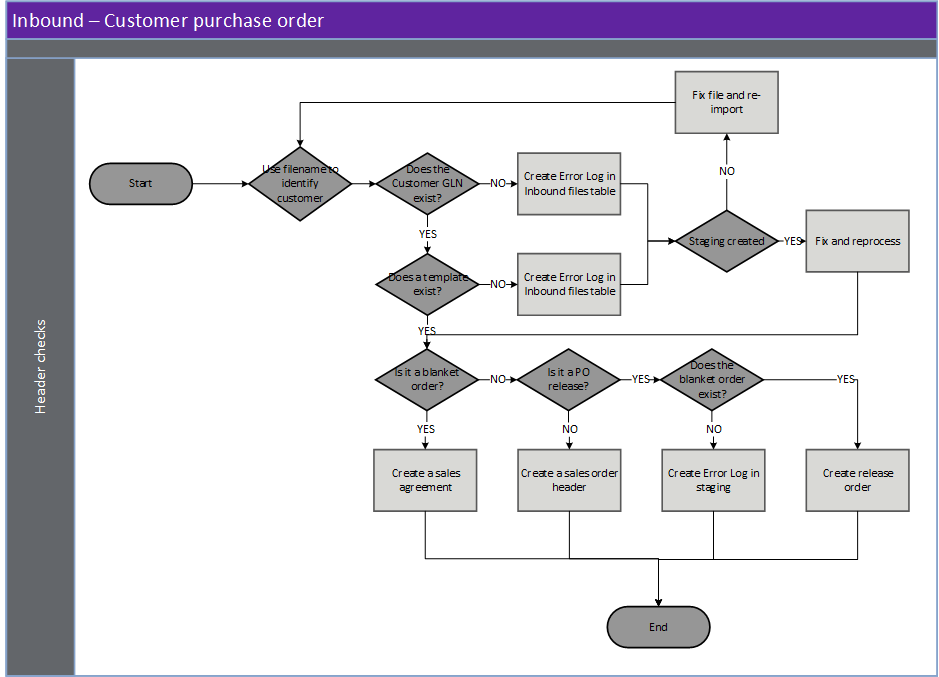 Inbound – Customer purchase order
Header checks
Fix file and re-
import
Start
Use filename to
identify
customer
Does the
Customer GLN
exist?
NO
Create Error Log in
Inbound files table
NO
Staging created
YES
Fix and reprocess
YES
Does a template
exist?
NO
Create Error Log in
Inbound files table
YES
Is it a blanket
order?
NO
Is it a PO
release?
YES
Does the
blanket order
exist?
YES
YES
NO
NO
Create a sales
agreement
Create a sales order
header
Create Error Log in
staging
Create release
order
End